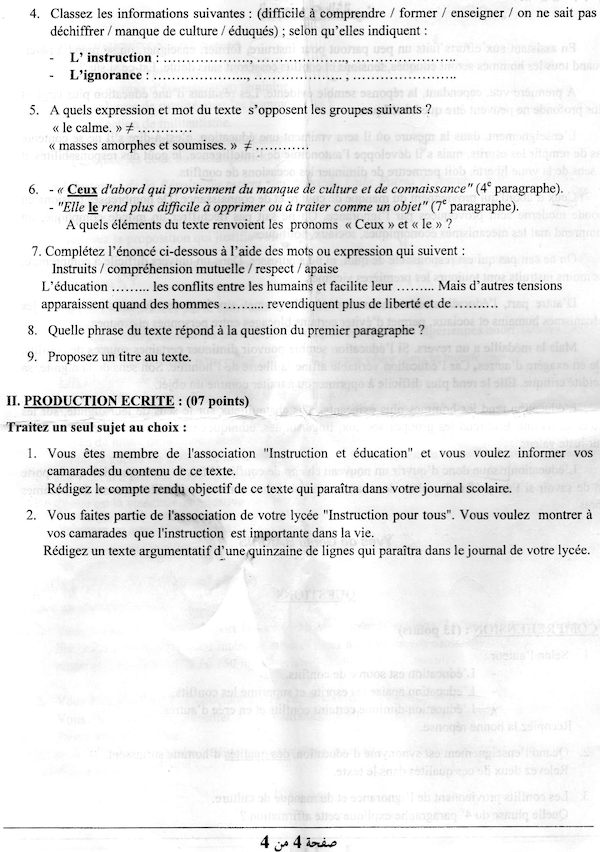 4. Classez les informations suivantes : (difficile à comprendre / former / enseigner / on ne sait pas
déchiffrer / manque de culture / éduqués) ; selon qu'elles indiquent :
- L' instruction : ……………, ……………, ……………
- L'ignorance : ……………, ……………, ……………
5. A quels expression et mot du texte s'opposent les groupes suivants ?
« le calme. » ≠ …………
« masses amorphes et soumises. » ≠ …………
6. - « Ceux d'abord qui proviennent du manque de culture et de connaissance" (4e paragraphe).
- "Elle le rend plus difficile à opprimer ou à traiter comme un objet" (7e paragraphe).
A quels éléments du texte renvoient les pronoms « Ceux » et « le » ?
7. Complétez l'énoncé ci-dessous à l'aide des mots ou expression qui suivent :
Instruits / compréhension mutuelle / respect / apaise
L'éducation ……… les conflits entre les humains et facilite leur ……… Mais d'autres tensions
apparaissent quand des hommes ………. revendiquent plus de liberté et de ……….
8. Quelle phrase du texte répond à la question du premier paragraphe ?
9. Proposez un titre au texte.
II. PRODUCTION ECRITE : (07 points)
Traitez un seul sujet au choix :
1. Vous êtes membre de l'association "Instruction et éducation" et vous voulez informer vos
camarades du contenu de ce texte.
Rédigez le compte rendu objectif de ce texte qui paraîtra dans votre journal scolaire.
2. Vous faites partie de l'association de votre lycée "Instruction pour tous". Vous voulez montrer à
vos camarades que l'instruction est importante dans la vie.
Rédigez un texte argumentatif d'une quinzaine de lignes qui paraîtra dans le journal de votre lycée.
صفحة 4 من 4